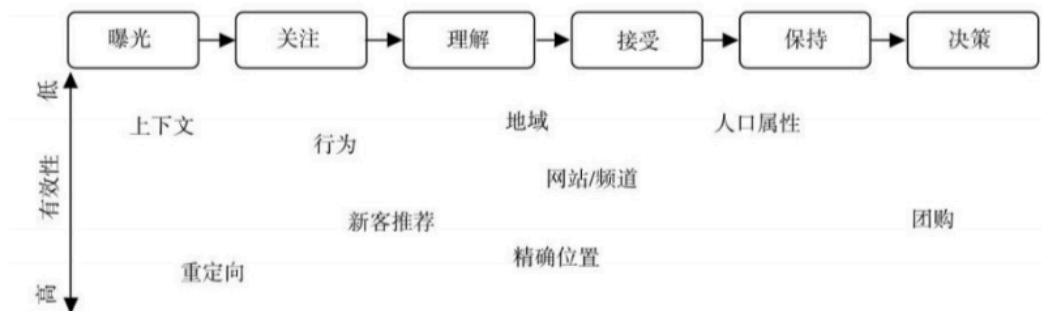 曝光 关注 理解 接受 保持 决策
低
上下文 行为 地域 人口属性
网站/频道
有效性
新客推荐 团购
精确位置
重定向
高